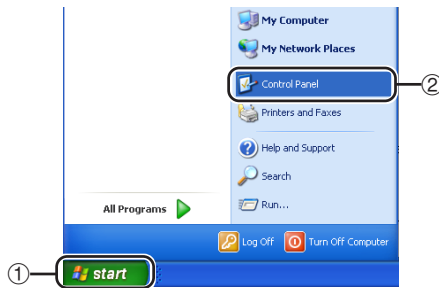 My Computer
My Network Places
Control Panel
②
Printers and Faxes
Help and Support
Search
All Programs
Run...
Log Off
Turn Off Computer
①
start